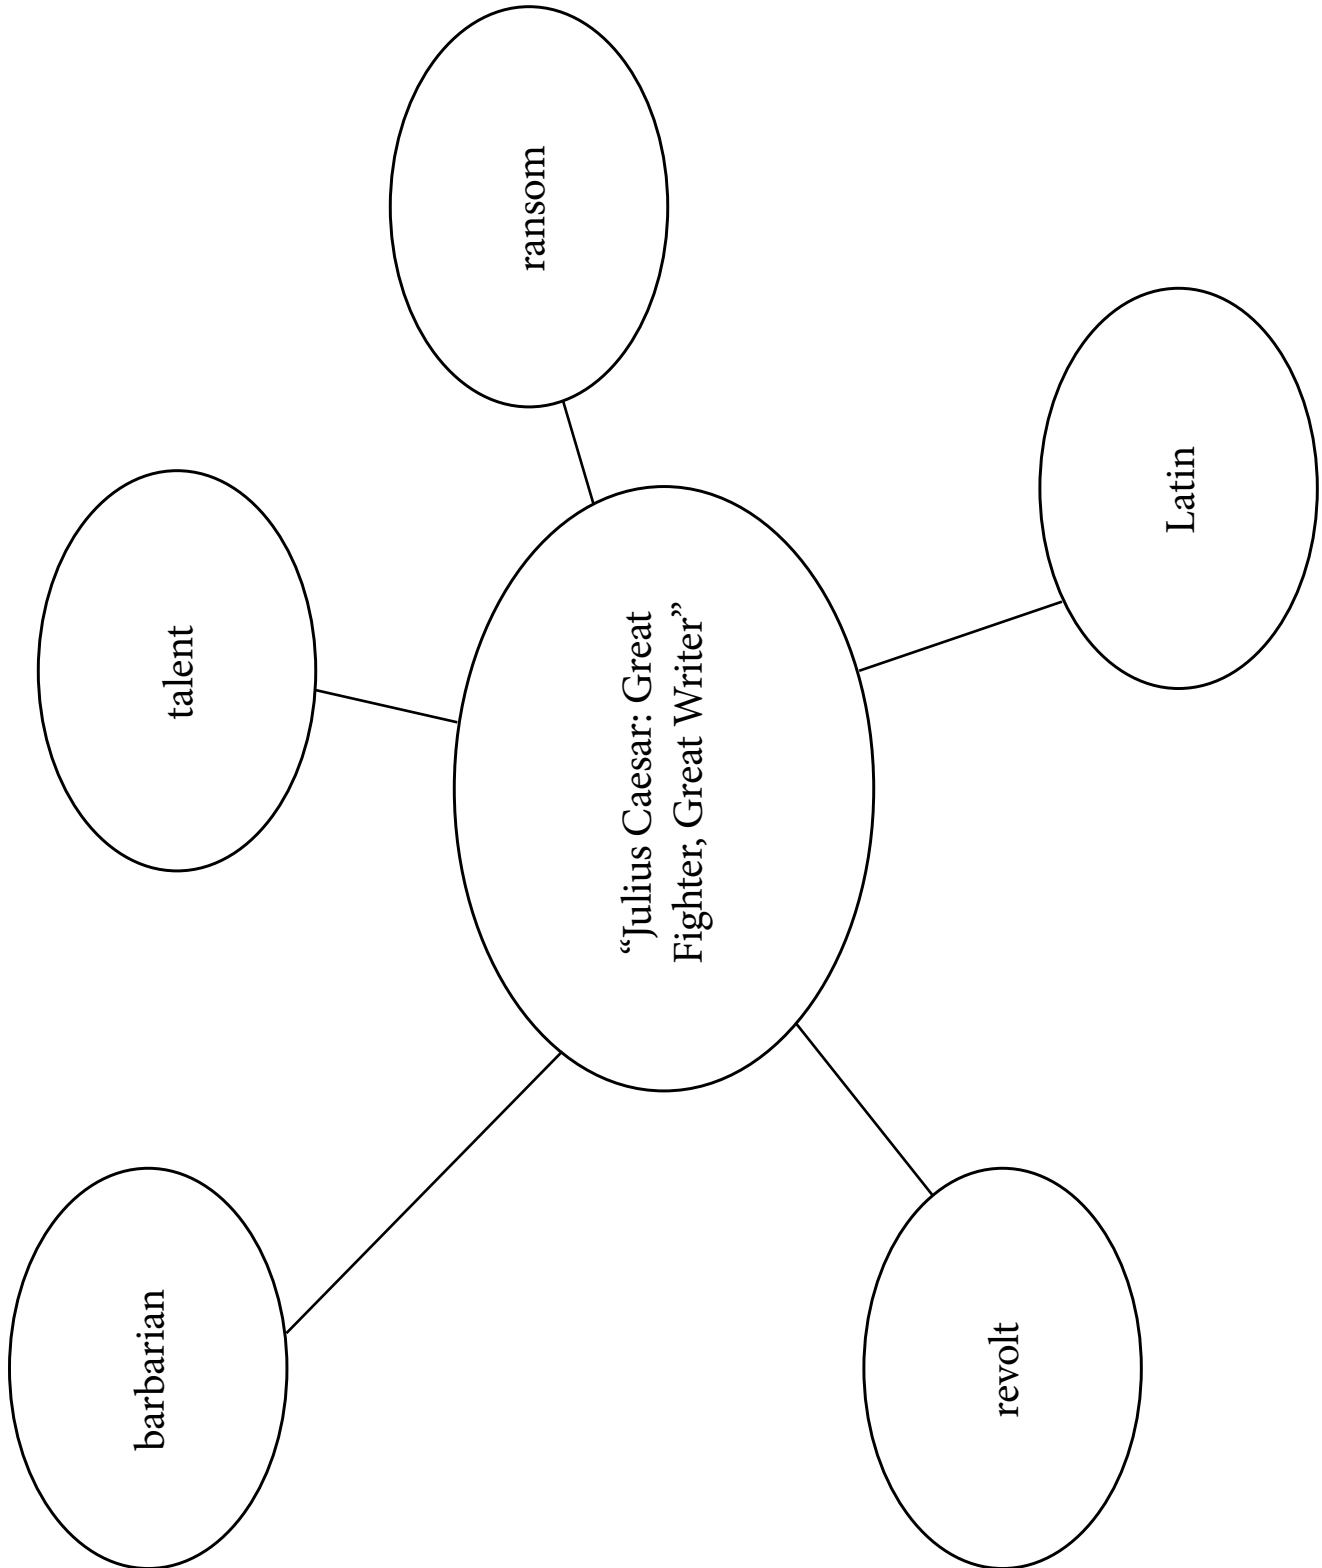 barbarian
talent
ransom
“Julius Caesar: Great
Fighter, Great Writer”
revolt
Latin